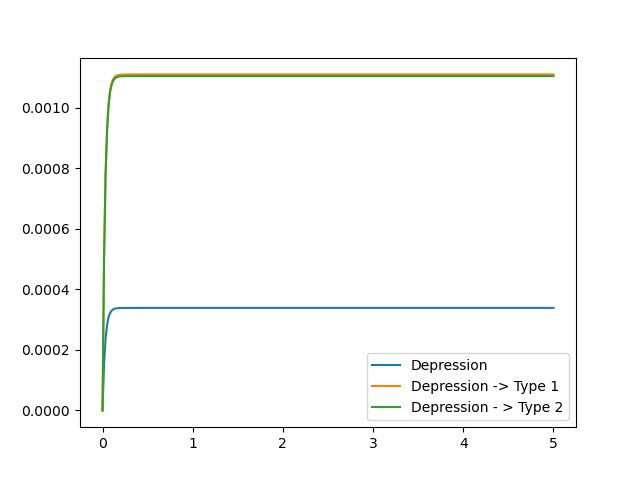 0.0010
0.0008
0.0006
0.0004
0.0002
0.0000
0 1 2 3 4 5
Depression
Depression -> Type 1
Depression - > Type 2